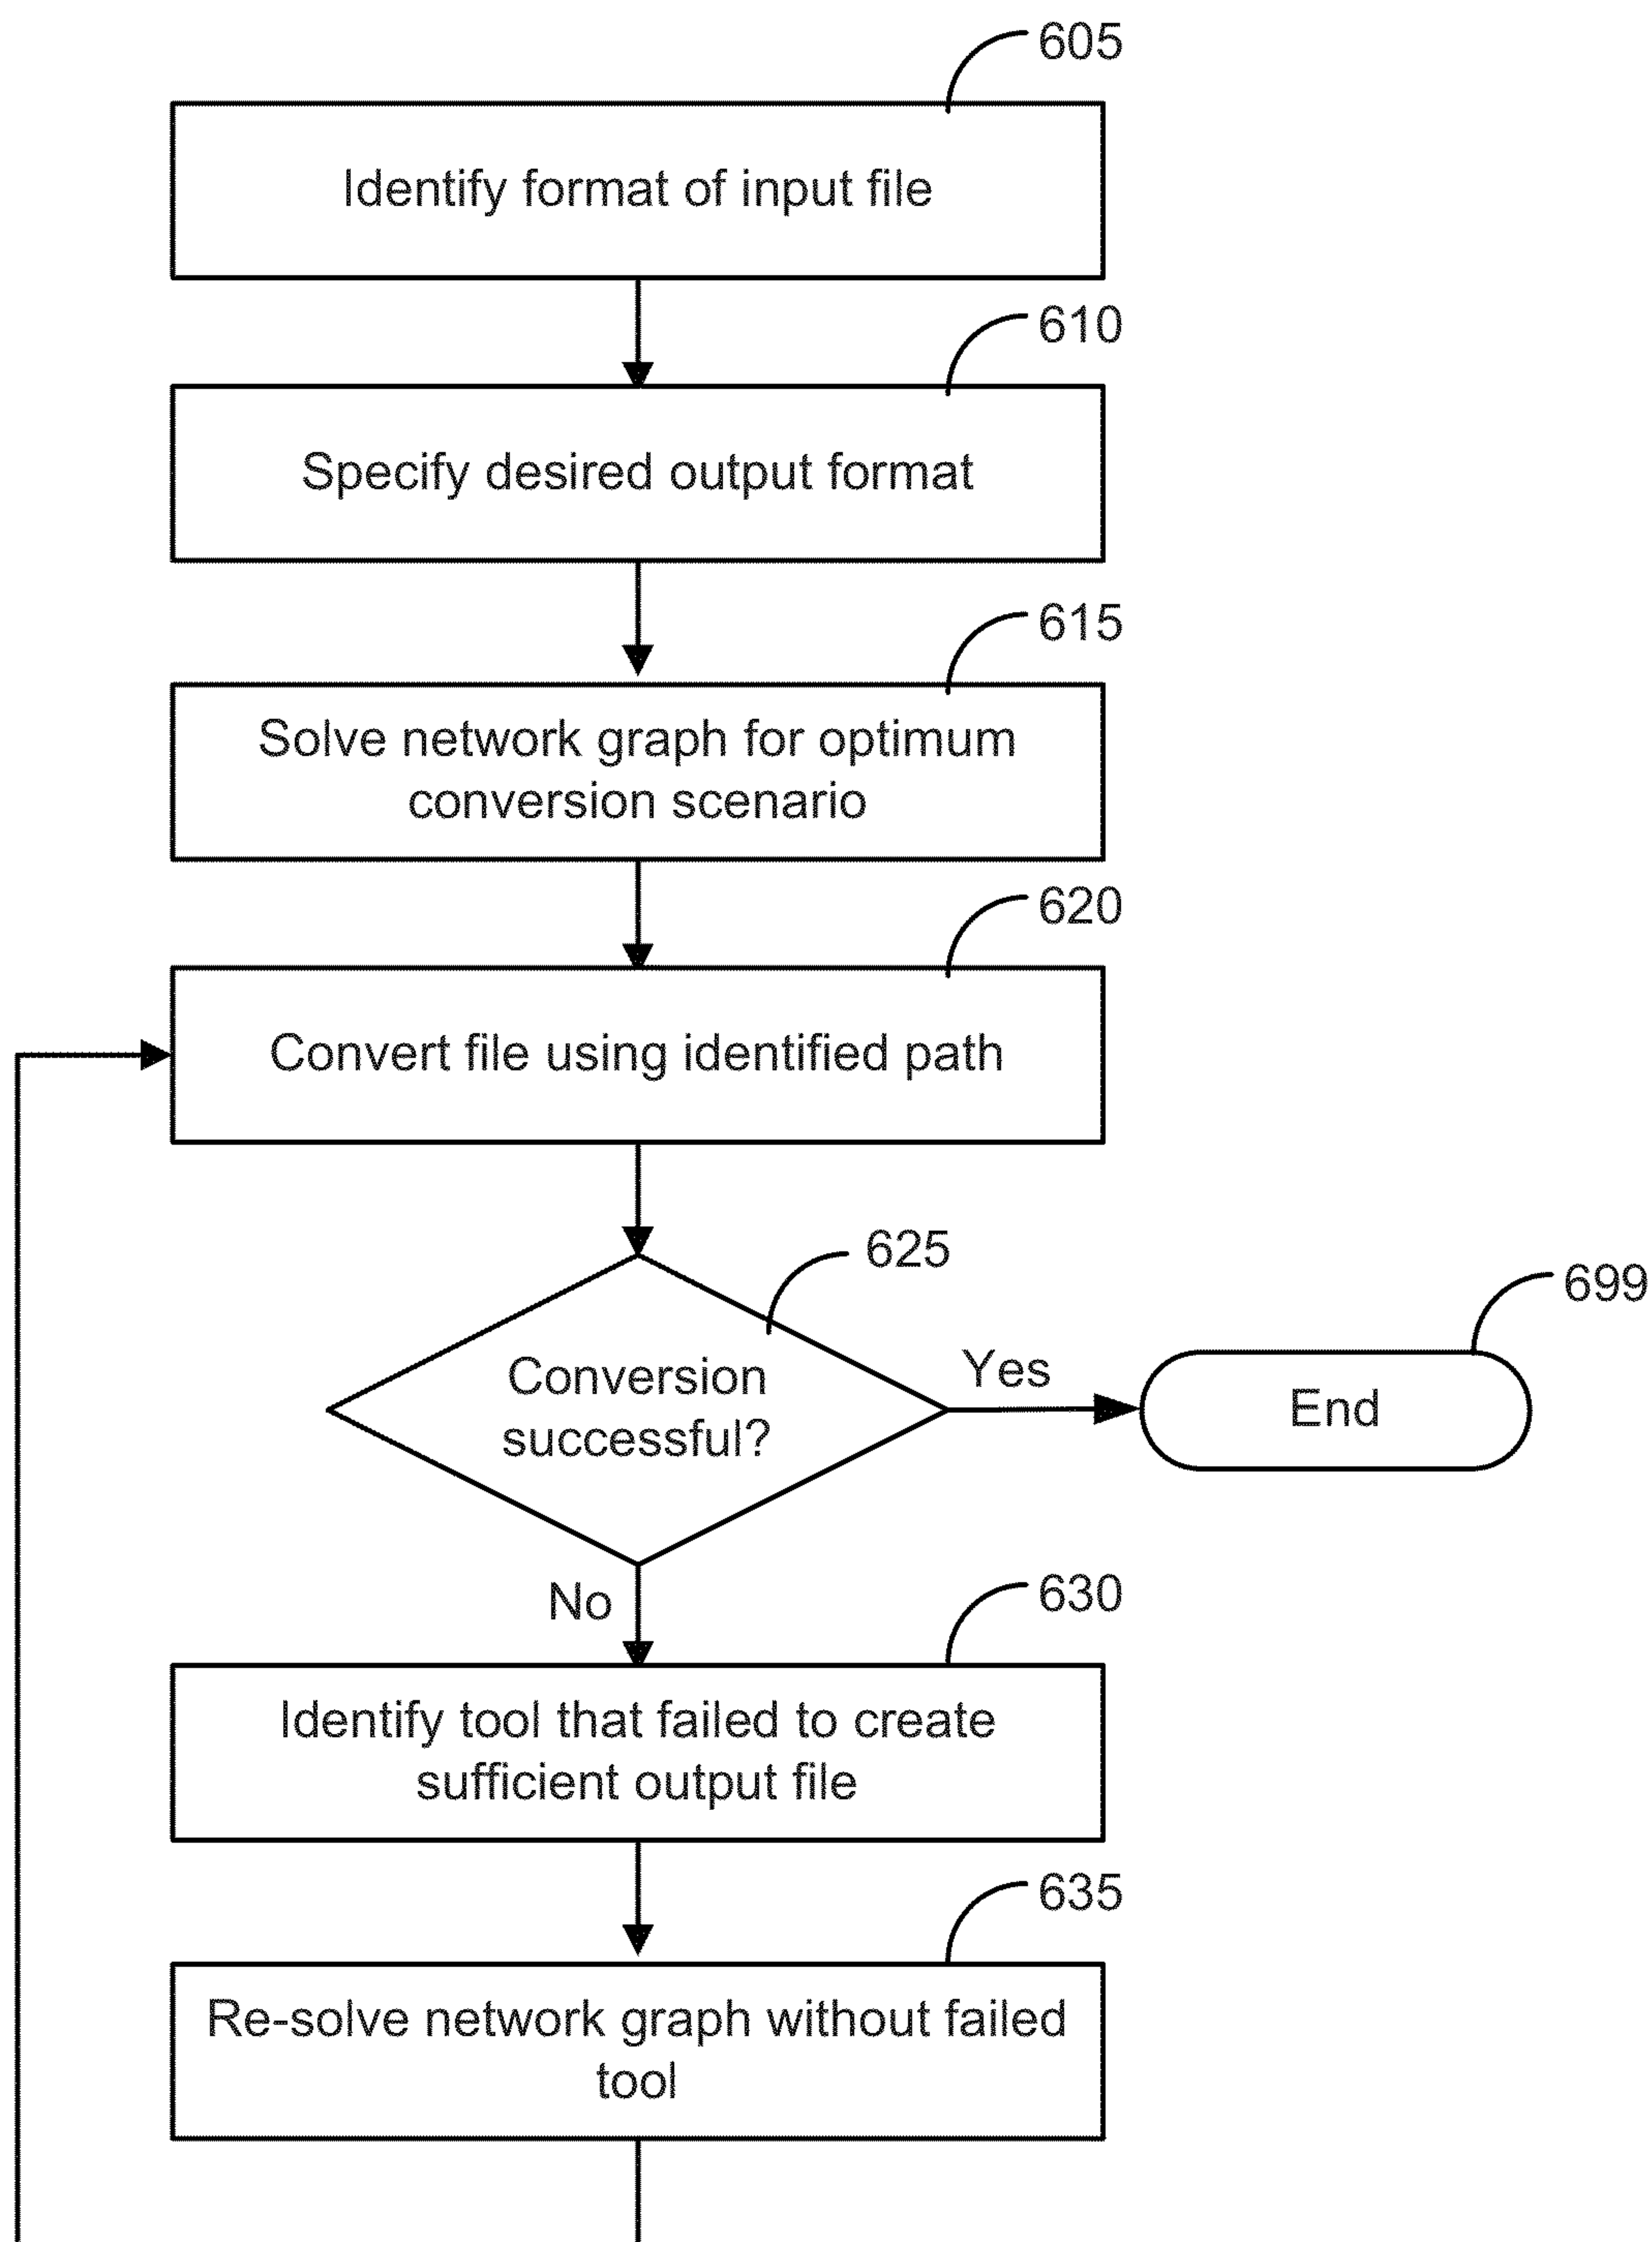 605
Identify format of input file
610
Specify desired output format
615
Solve network graph for optimum
conversion scenario
620
Convert file using identified path
625
699
Conversion
successful?
Yes
End
No
630
Identify tool that failed to create
sufficient output file
635
Re-solve network graph without failed
tool